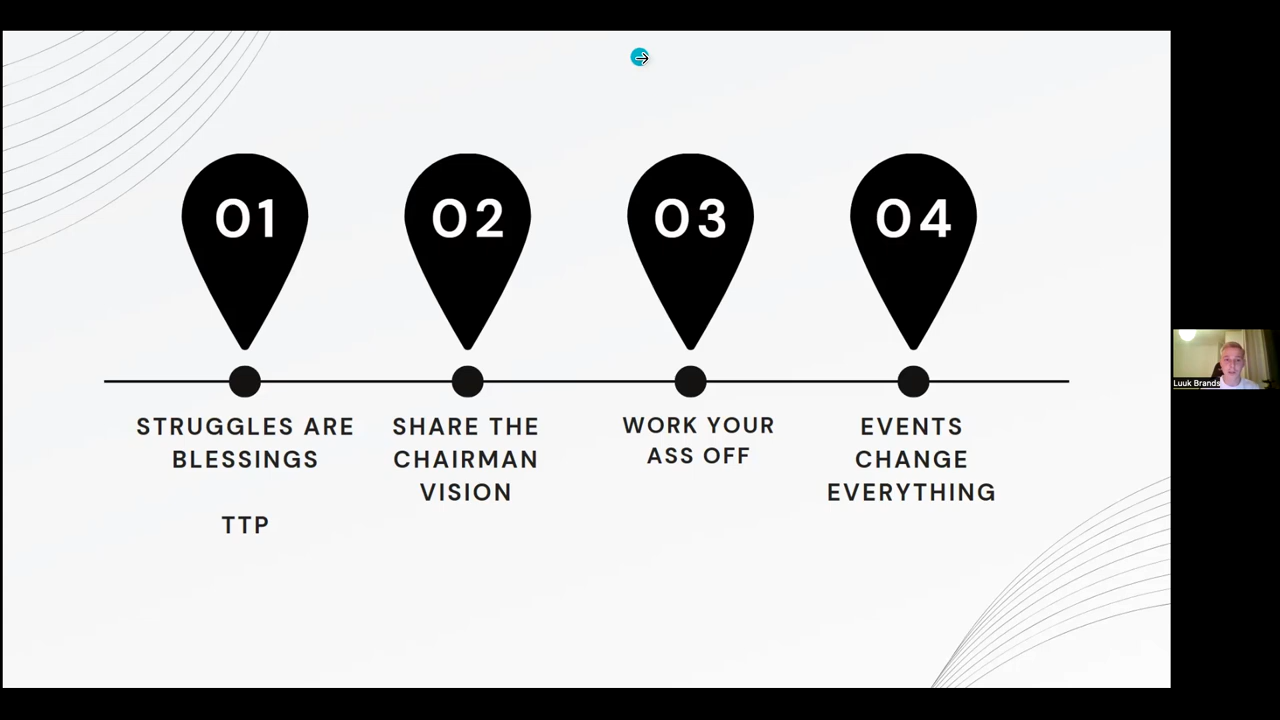 01
02
03
04
STRUGGLES ARE
BLESSINGS
TTP
SHARE THE
CHAIRMAN
VISION
WORK YOUR
ASS OFF
EVENTS
CHANGE
EVERYTHING
Luuk Brands